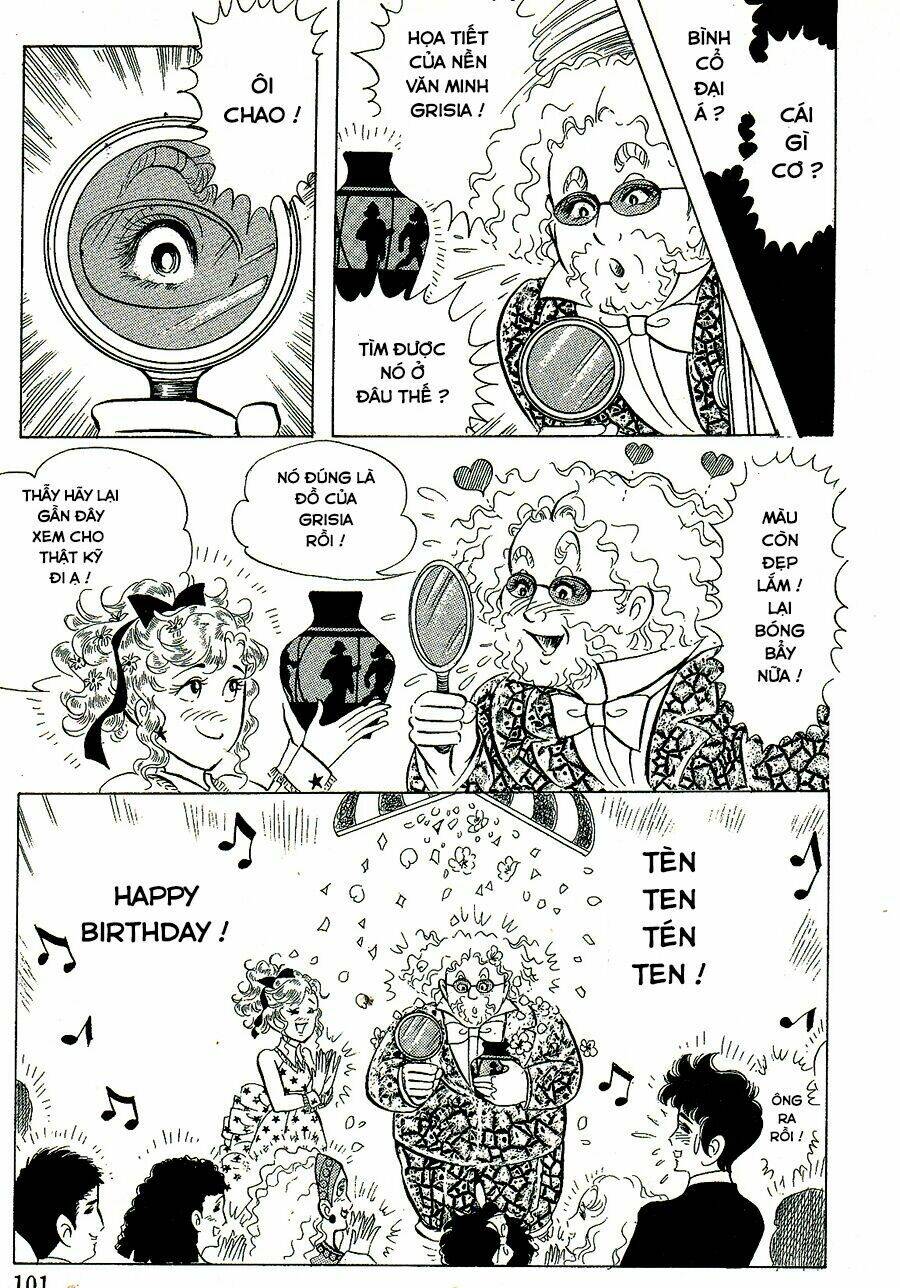 CÁI
GÌ
CƠ ?
BÌNH
CỔ
ĐẠI
Á ?
HỌA TIẾT
CỦA NỀN
VĂN MINH
GRISIA !
TÌM ĐƯỢC
NÓ Ở
ĐÂU THẾ ?
ÔI
CHAO !
MÀU
CÒN
ĐẸP
LẮM !
LẠI
BÓNG
BẨY
NỮA !
NÓ ĐÚNG LÀ
ĐỒ CỦA
GRISIA
RỒI !
THẦY HÃY LẠI
GẦN ĐÂY
XEM CHO
THẬT KỸ
ĐI Ạ !
TÈN
TEN
TÉN
TEN !
HAPPY
BIRTHDAY !
ÔNG
RA
RỒI !
101